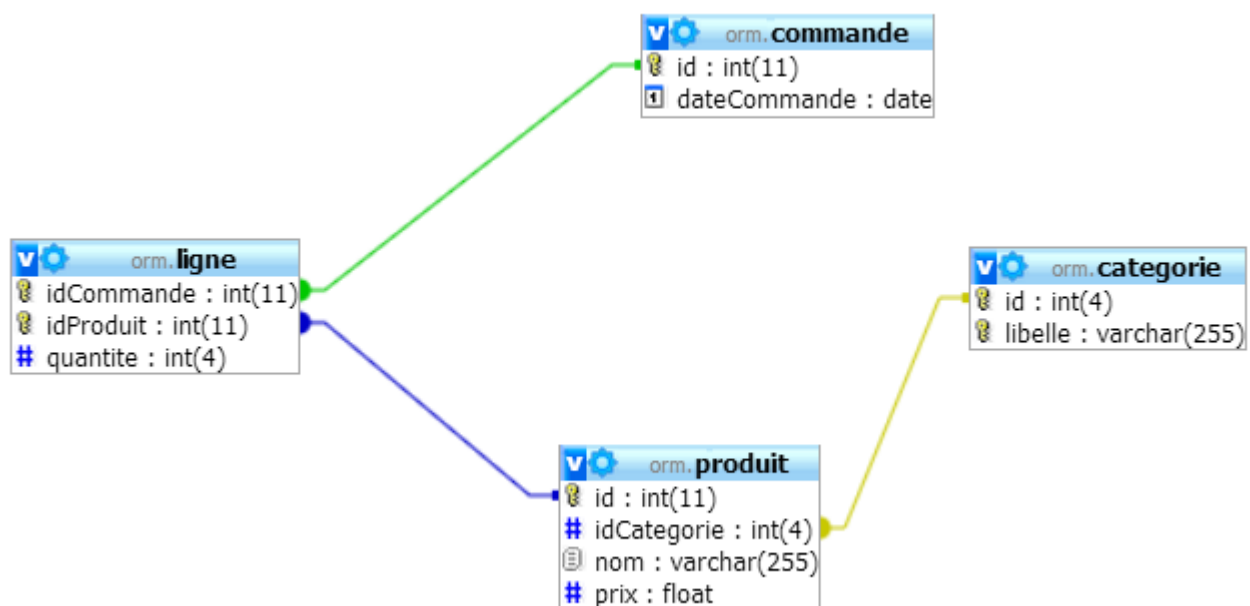 orm.commande
id : int(11)
dateCommande : date
orm.ligne
idCommande : int(11)
idProduit : int(11)
# quantite : int(4)
orm.categorie
id : int(4)
libelle : varchar(255)
orm.produit
id : int(11)
# idCategorie : int(4)
nom : varchar(255)
# prix : float